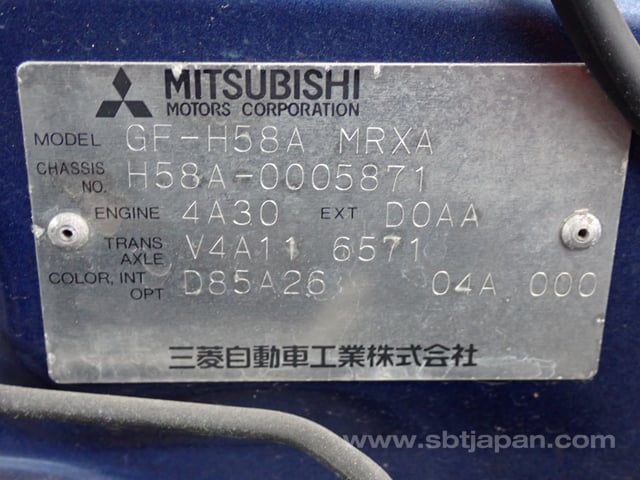 MITSUBISHI
MOTORS CORPORATION
MODEL GF-H58A MRXA
CHASSIS NO. H58A-0005871
ENGINE 4A30 EXT D0AA
TRANS AXLE V4A11 6571
COLOR, INT OPT D85A26 04A 000
三菱自動車工業株式会社
www.sbtjapan.com